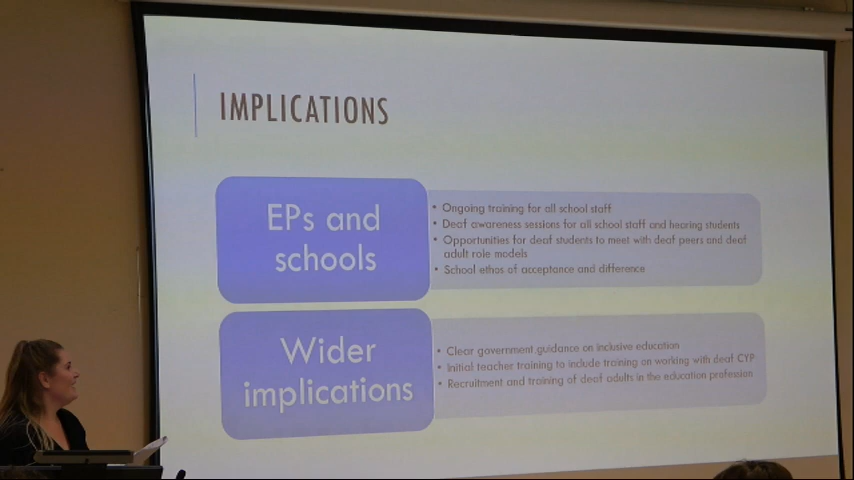 IMPLICATIONS
EPs and
schools
• Ongoing training for all school staff
• Deaf awareness sessions for all school staff and hearing students
• Opportunities for deaf students to meet with deaf peers and deaf
adult role models
• School ethos of acceptance and difference
Wider
implications
• Clear government guidance on inclusive education
• Initial teacher training to include training on working with deaf CYP
• Recruitment and training of deaf adults in the education profession